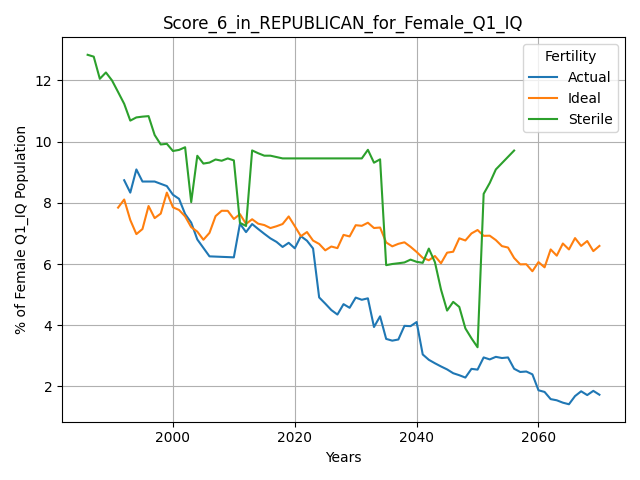 Score_6_in_REPUBLICAN_for_Female_Q1_IQ
Fertility
Actual
Ideal
Sterile
% of Female Q1_IQ Population
12
10
8
6
4
2
2000
2020
2040
2060
Years